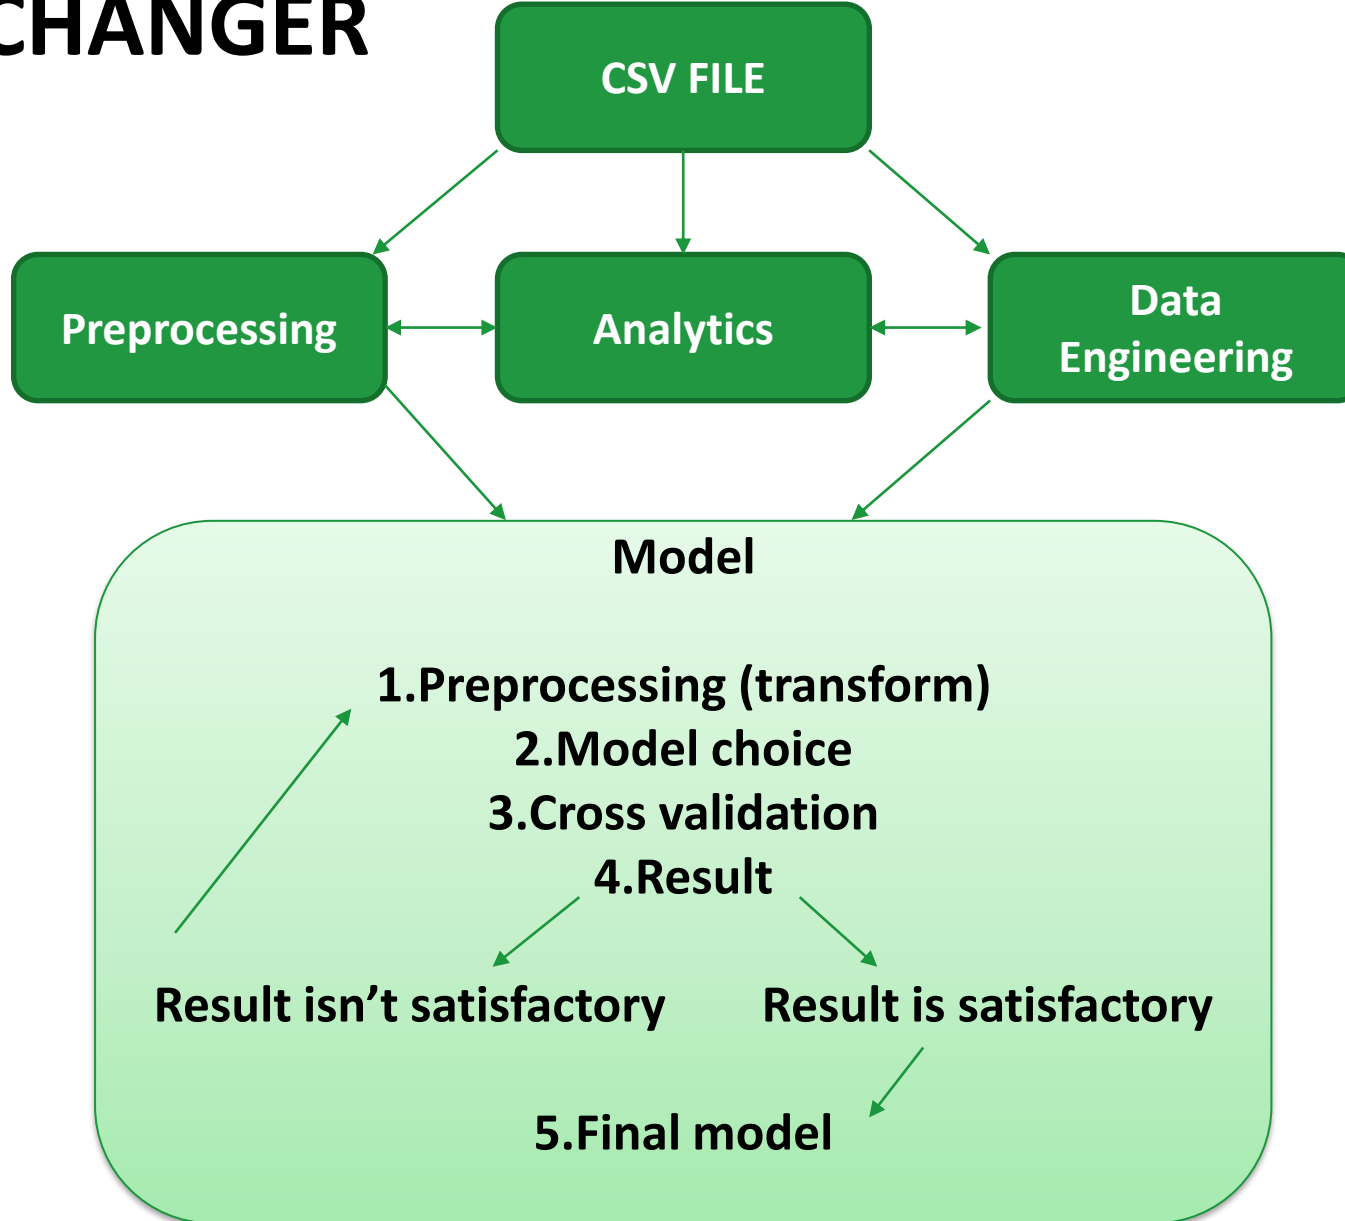 CHANGER
CSV FILE
Preprocessing
Analytics
Data
Engineering
Model
1.Preprocessing (transform)
2.Model choice
3.Cross validation
4.Result
Result isn’t satisfactory
Result is satisfactory
5.Final model